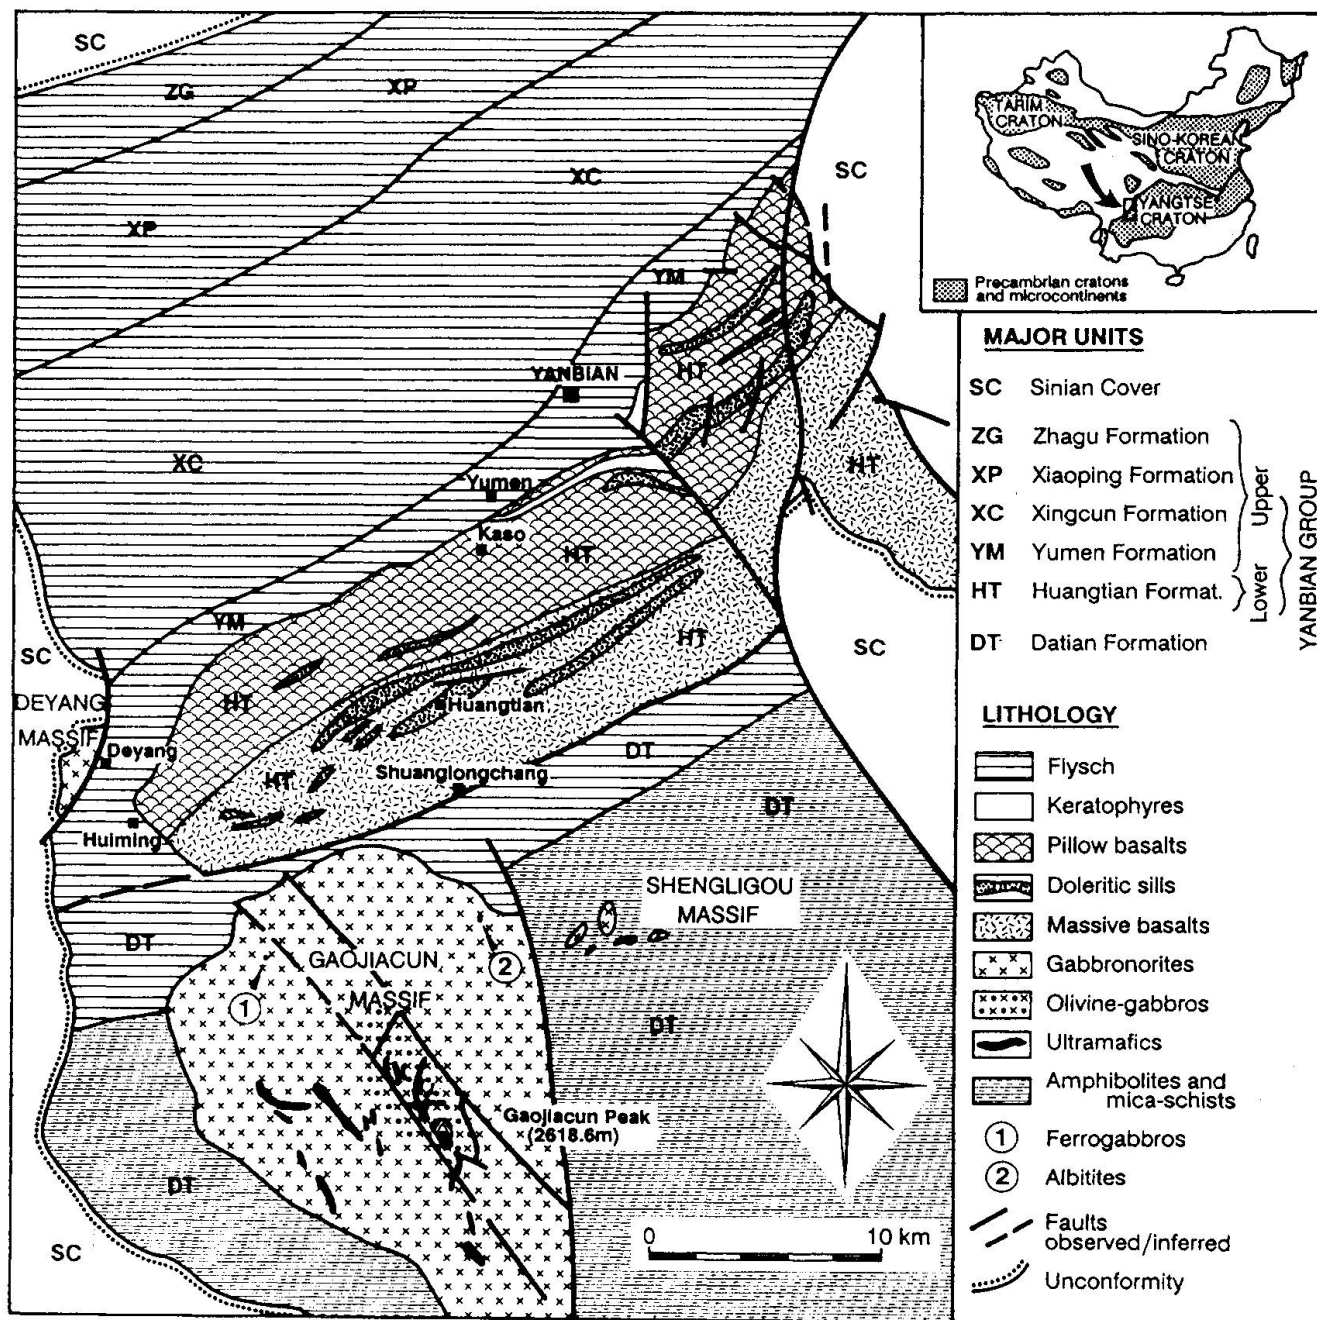 SC
ZG
XP
XC
SC
XP
YM
YANBIAN
HT
XC
HT
Yumen
Kaso
HT
YM
HT
SC
SC
DEYANG
MASSIF
HT
Huangtian
Deyang
DT
HT
Shuanglongchang
DT
Huiming
SHENGLIGOU
MASSIF
DT
GAOJIACUN
MASSIF
2
1
DT
Gaojiacun Peak
(2618.6m)
DT
SC
0 10 km
TARIM
CRATON
SINO-KOREAN
CRATON
YANGTSE
CRATON
Precambrian cratons
and microcontinents
MAJOR UNITS
SC Sinian Cover
ZG Zhagu Formation
XP Xiaoping Formation
XC Xingcun Formation
YM Yumen Formation
HT Huangtian Format.
DT Datian Formation
Upper
Lower
YANBIAN GROUP
LITHOLOGY
Flysch
Keratophyres
Pillow basalts
Doleritic sills
Massive basalts
Gabbronorites
Olivine-gabbros
Ultramafics
Amphibolites and
mica-schists
1 Ferrogabbros
2 Albitites
Faults
observed/inferred
Unconformity